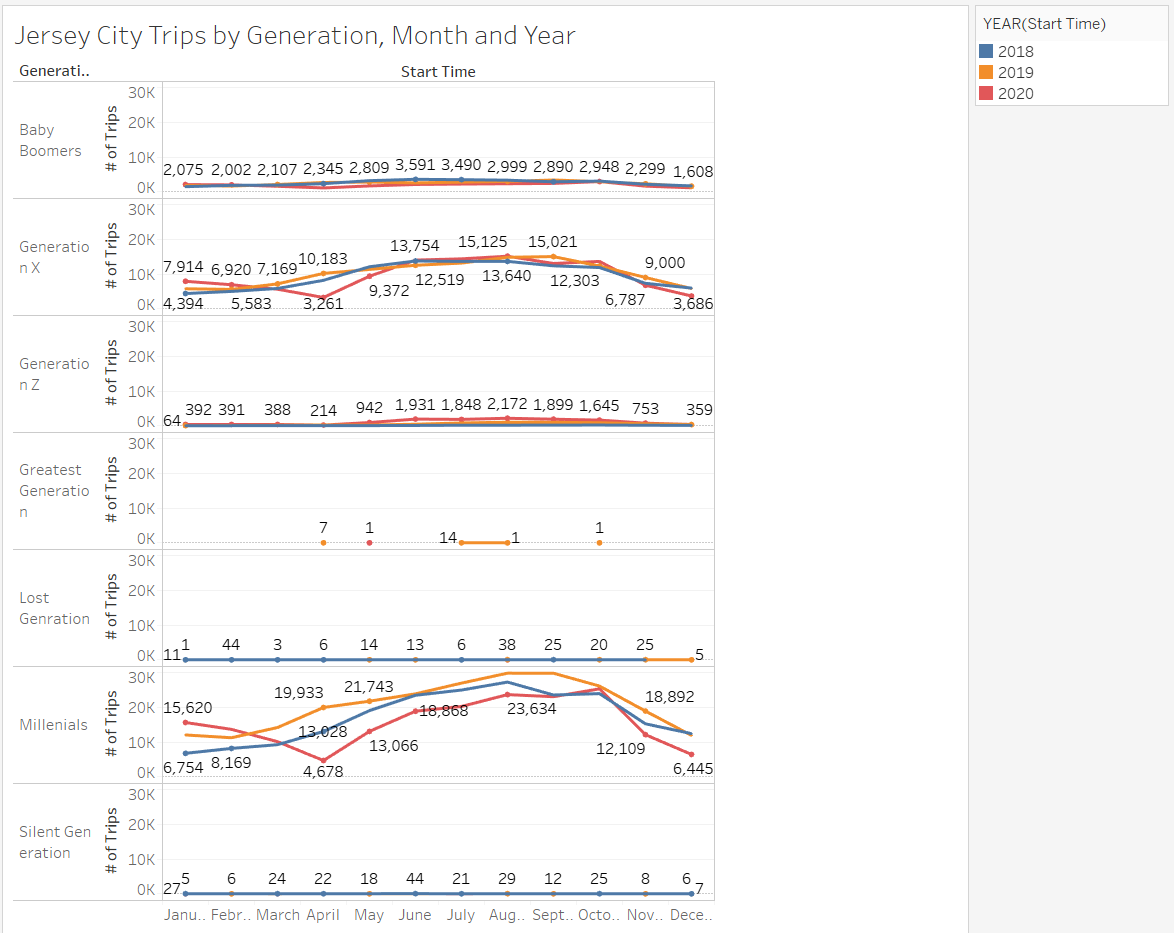 Jersey City Trips by Generation, Month and Year
Generati..
Start Time
Baby
Boomers
# of Trips
30K
20K
10K
0K
2,075 2,002 2,107 2,345 2,809 3,591 3,490 2,999 2,890 2,948 2,299 1,608
Generatio
n X
# of Trips
30K
20K
10K
0K
7,914 6,920 7,169 10,183 13,754 15,125 15,021 9,000
4,394 5,583 3,261 9,372 12,519 13,640 12,303 6,787 3,686
Generatio
n Z
# of Trips
30K
20K
10K
0K
64 392 391 388 214 942 1,931 1,848 2,172 1,899 1,645 753 359
Greatest
Generatio
n
# of Trips
30K
20K
10K
0K
7 1 14 1 1
Lost
Genration
# of Trips
30K
20K
10K
0K
11 1 44 3 6 14 13 6 38 25 20 25 5
Millenials
# of Trips
30K
20K
10K
0K
15,620 19,933 21,743 18,892
13,028 18,868 23,634
6,754 8,169 4,678 13,066 12,109 6,445
Silent Gen
eration
# of Trips
30K
20K
10K
0K
27 5 6 24 22 18 44 21 29 12 25 8 6 7
Janu.. Febr.. March April May June July Aug.. Sept.. Octo.. Nov.. Dece..
YEAR(Start Time)
2018
2019
2020